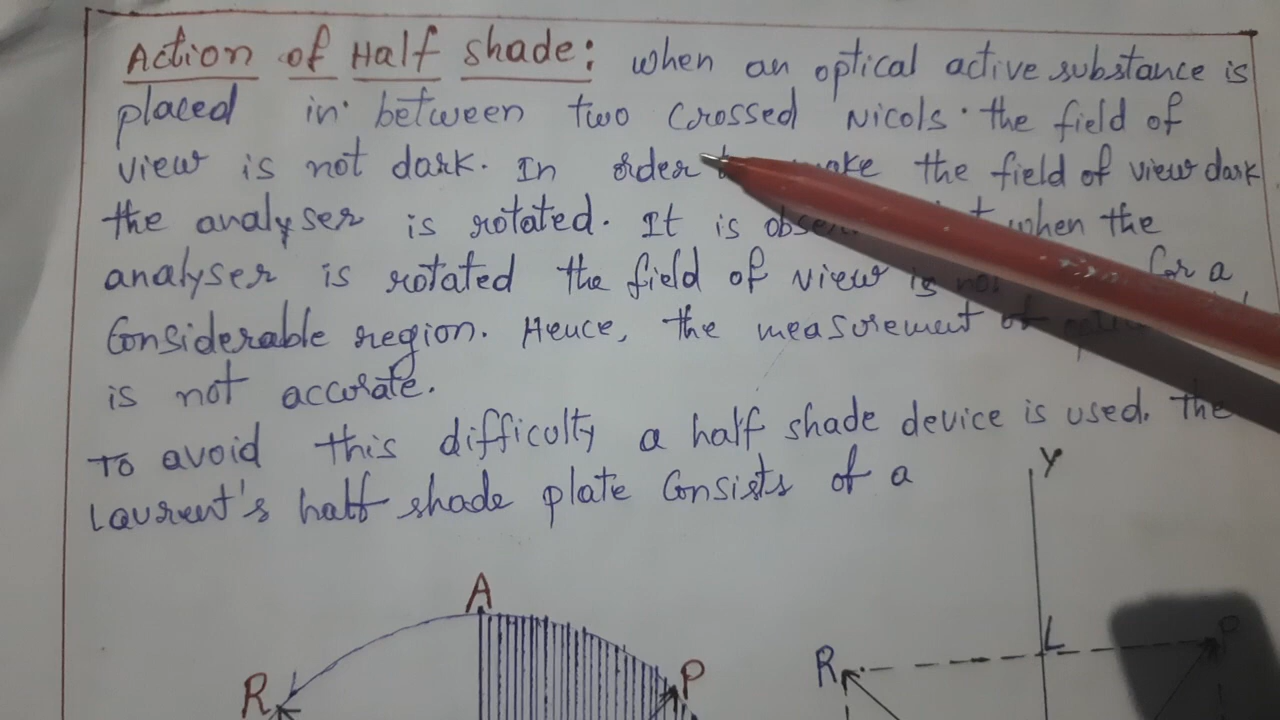 Action of Half shade: when an optical active substance is
placed in between two crossed Nicols. the field of
view is not dark. In order the field of view dark
the analyser is rotated. It is when the
analyser is rotated the field of view is for a
Considerable region. Hence, the measurement of
is not accurate.
To avoid this difficulty a half shade device is used. The
Laurent's half shade plate Consists of a
Y
A
L
R P R P